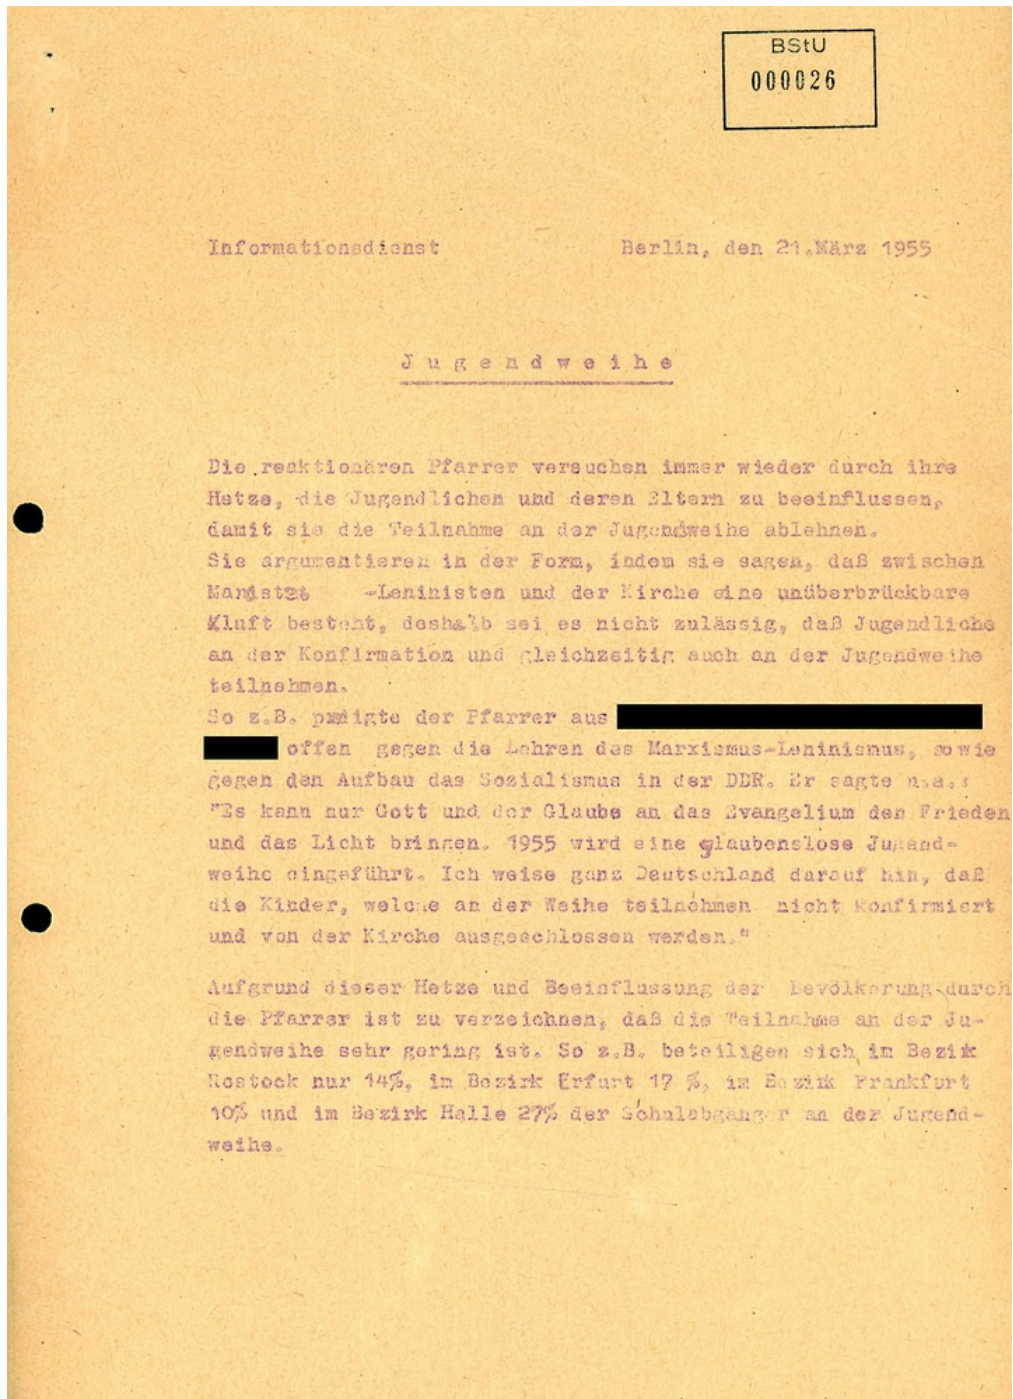 BStU
000026
Informationsdienst Berlin, den 21.März 1955
Jugendweihe
Die reaktionären Pfarrer versuchen immer wieder durch ihre
Hetze, die Jugendlichen und deren Eltern zu beeinflussen,
damit sie die Teilnahme an der Jugendweihe ablehnen.
Sie argumentieren in der Form, indem sie sagen, daß zwischen
-Leninisten und der Kirche eine unüberbrückbare
Kluft besteht, deshalb sei es nicht zulässig, daß Jugendliche
an der Konfirmation und gleichzeitig auch an der Jugendweihe
teilnehmen.
So z.B. der Pfarrer aus
offen gegen die Lehren des Marxismus-Leninismus, sowie
gegen den Aufbau das Sozialismus in der DDR. Er sagte u.a.:
"Es kann nur Gott und der Glaube an das Evangelium den Frieden
und das Licht bringen. 1955 wird eine glaubenslose Jugend-
weihe eingeführt. Ich weise ganz Deutschland darauf hin, daß
die Kinder, welche an der Weihe teilnehmen nicht konfirmiert
und von der Kirche ausgeschlossen werden."
Aufgrund dieser Hetze und Beeinflussung der Bevölkerung durch
die Pfarrer ist zu verzeichnen, daß die Teilnahme an der Ju-
gendweihe sehr gering ist. So z.B. beteiligen sich im Bezirk
Rostock nur 14%, im Bezirk Erfurt 17 %, im Bezirk Frankfurt
10% und im Bezirk Halle 27% der Schulabgänger an der Jugend-
weihe.